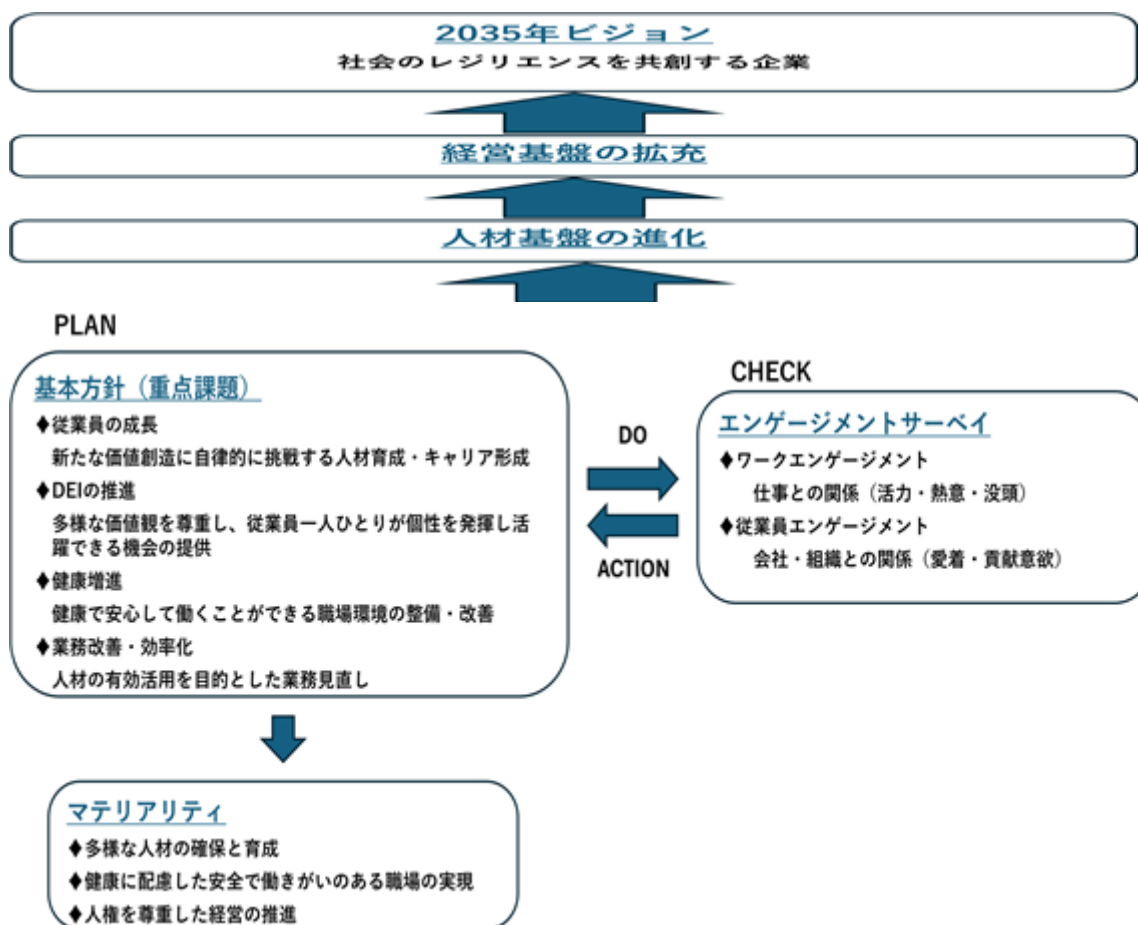 2035年ビジョン
社会のレジリエンスを共創する企業
経営基盤の拡充
人材基盤の進化
PLAN
基本方針（重点課題）
♦従業員の成長
新たな価値創造に自律的に挑戦する人材育成・キャリア形成
♦DEIの推進
多様な価値観を尊重し、従業員一人ひとりが個性を発揮し活
躍できる機会の提供
♦健康増進
健康で安心して働くことができる職場環境の整備・改善
♦業務改善・効率化
人材の有効活用を目的とした業務見直し
DO
ACTION
CHECK
エンゲージメントサーベイ
♦ワークエンゲージメント
仕事との関係（活力・熱意・没頭）
♦従業員エンゲージメント
会社・組織との関係（愛着・貢献意欲）
マテリアリティ
♦多様な人材の確保と育成
♦健康に配慮した安全で働きがいのある職場の実現
♦人権を尊重した経営の推進